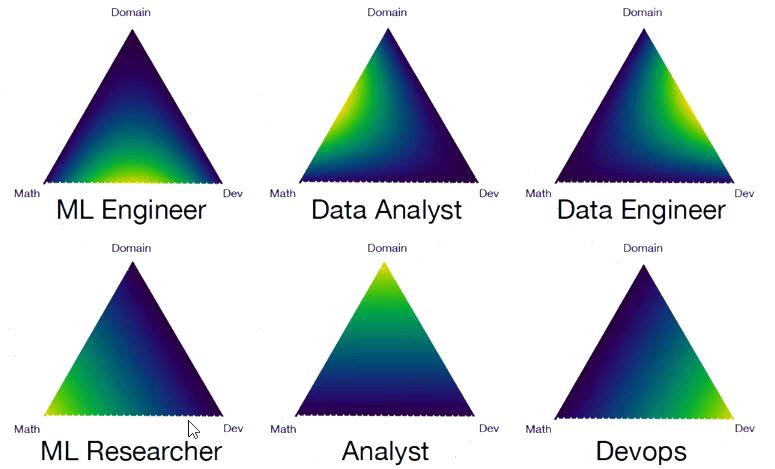 Domain Domain Domain
Math Dev Math Dev Math Dev
ML Engineer Data Analyst Data Engineer
Domain Domain Domain
Math Dev Math Dev Math Dev
ML Researcher Analyst Devops